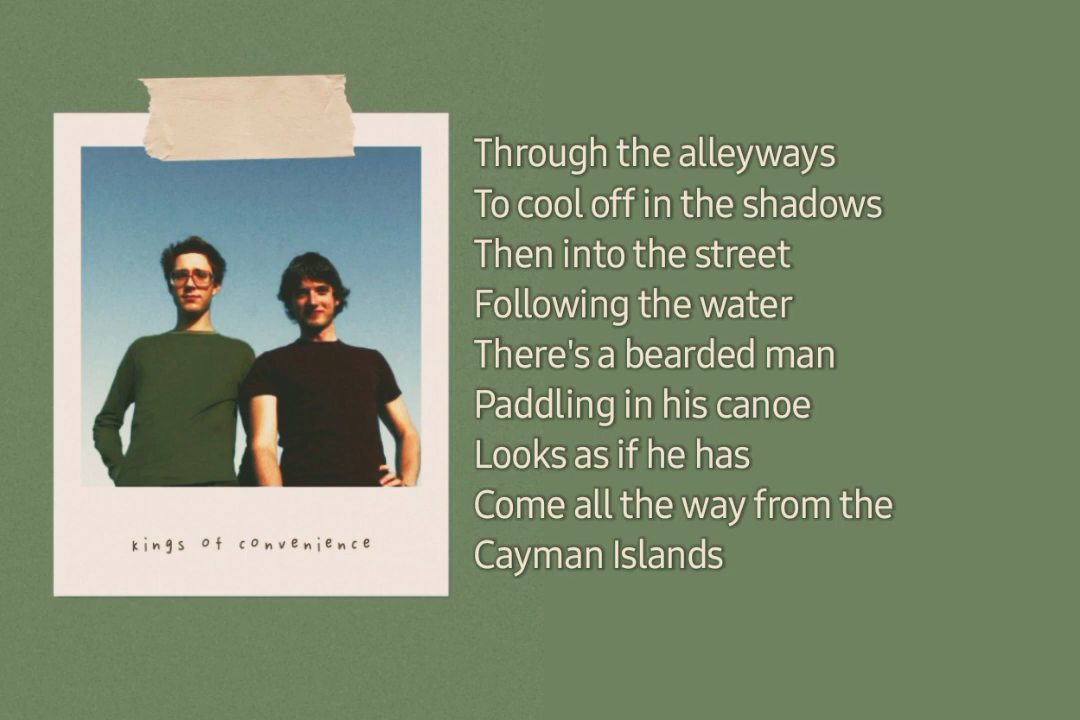 kings of convenience
Through the alleyways
To cool off in the shadows
Then into the street
Following the water
There's a bearded man
Paddling in his canoe
Looks as if he has
Come all the way from the
Cayman Islands